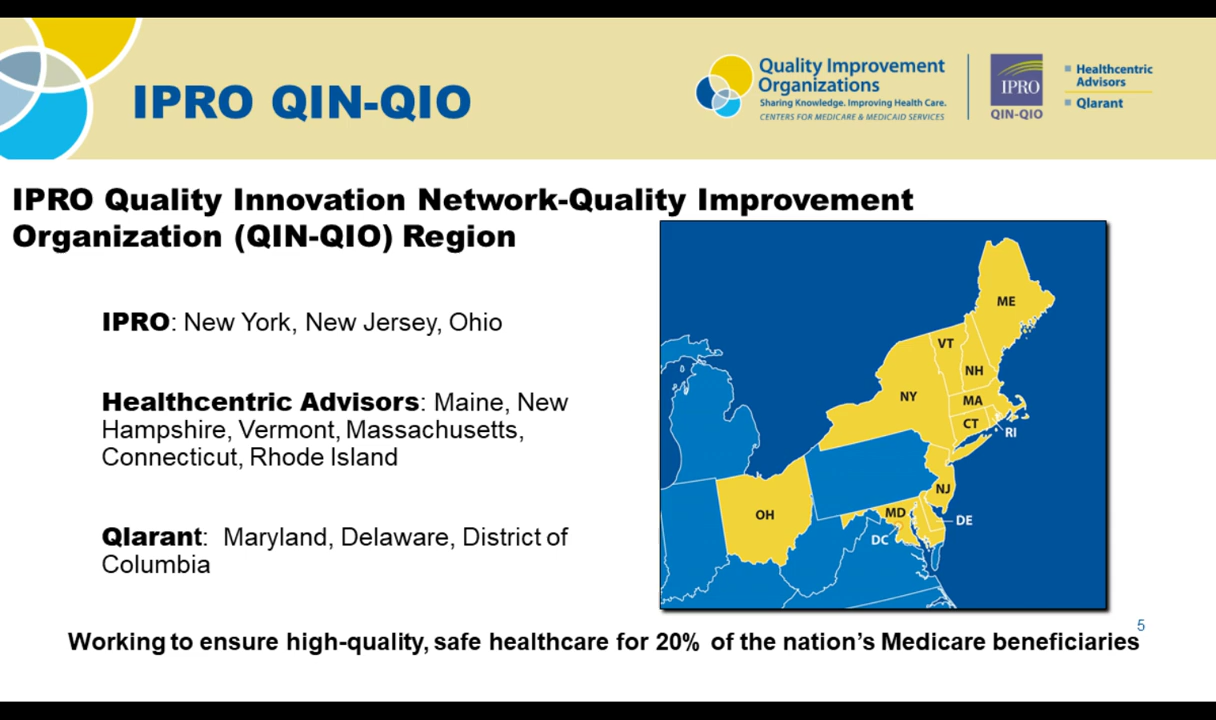 IPRO QIN-QIO
Quality Improvement
Organizations
Sharing Knowledge. Improving Health Care.
CENTERS FOR MEDICARE & MEDICAID SERVICES
IPRO
QIN-QIO
Healthcentric
Advisors
Qlarant
IPRO Quality Innovation Network-Quality Improvement
Organization (QIN-QIO) Region
IPRO: New York, New Jersey, Ohio
Healthcentric Advisors: Maine, New
Hampshire, Vermont, Massachusetts,
Connecticut, Rhode Island
Qlarant: Maryland, Delaware, District of
Columbia
ME
VT
NH
NY
MA
CT
RI
NJ
OH
MD
DE
DC
5
Working to ensure high-quality, safe healthcare for 20% of the nation's Medicare beneficiaries